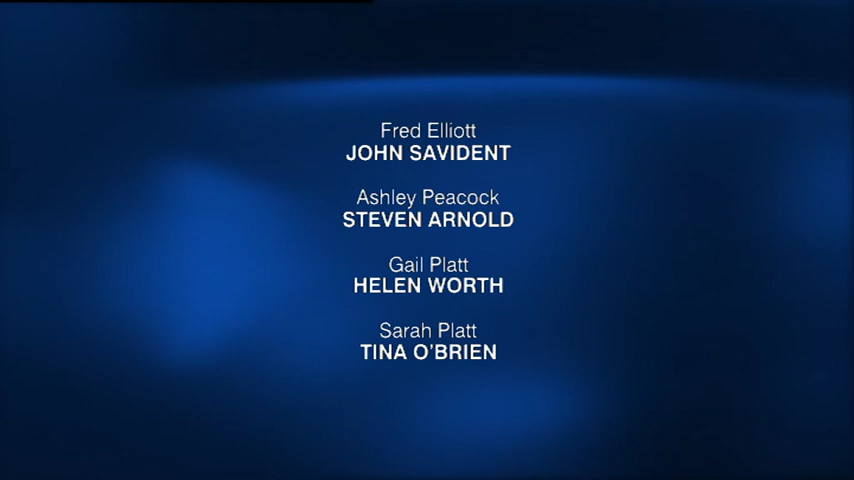 Fred Elliott
JOHN SAVIDENT
Ashley Peacock
STEVEN ARNOLD
Gail Platt
HELEN WORTH
Sarah Platt
TINA O'BRIEN